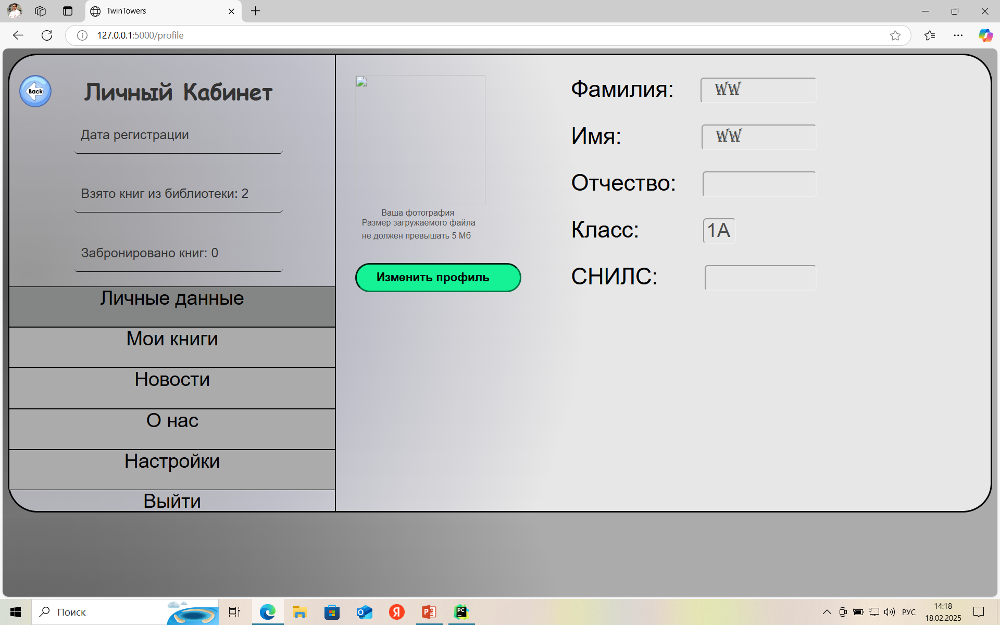 TwinTowers
127.0.0.1:5000/profile
Back
Личный Кабинет
Дата регистрации
Взято книг из библиотеки: 2
Забронировано книг: 0
Личные данные
Мои книги
Новости
О нас
Настройки
Выйти
Ваша фотография
Размер загружаемого файла
не должен превышать 5 Мб
Изменить профиль
Фамилия: WW
Имя: WW
Отчество:
Класс: 1А
СНИЛС:
Поиск
РУС
14:18
18.02.2025